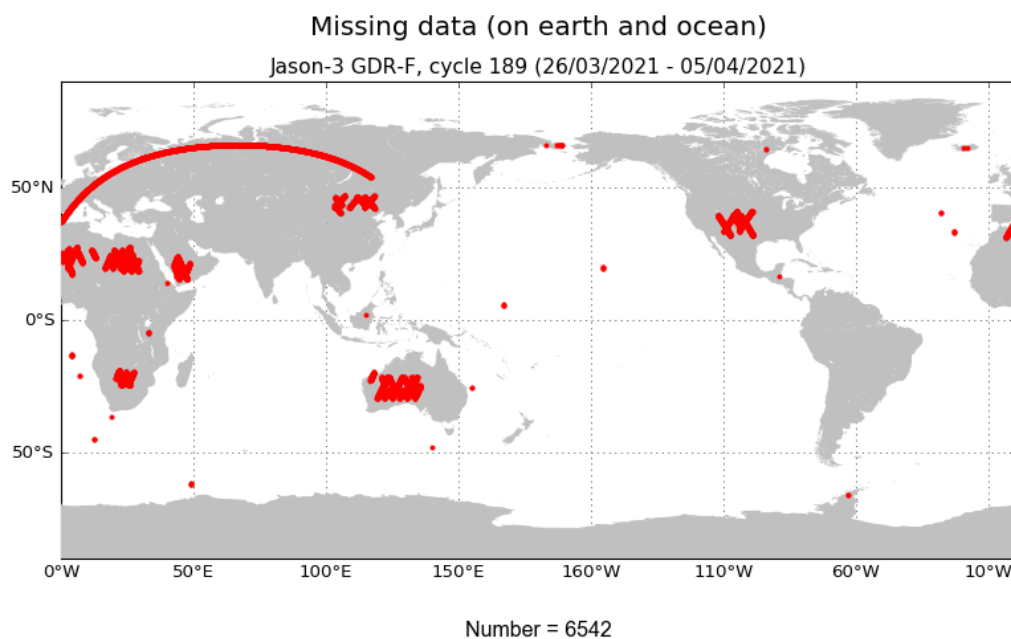 Missing data (on earth and ocean)
Jason-3 GDR-F, cycle 189 (26/03/2021 - 05/04/2021)
50°N
0°S
50°S
0°W 50°E 100°E 150°E 160°W 110°W 60°W 10°W
Number = 6542